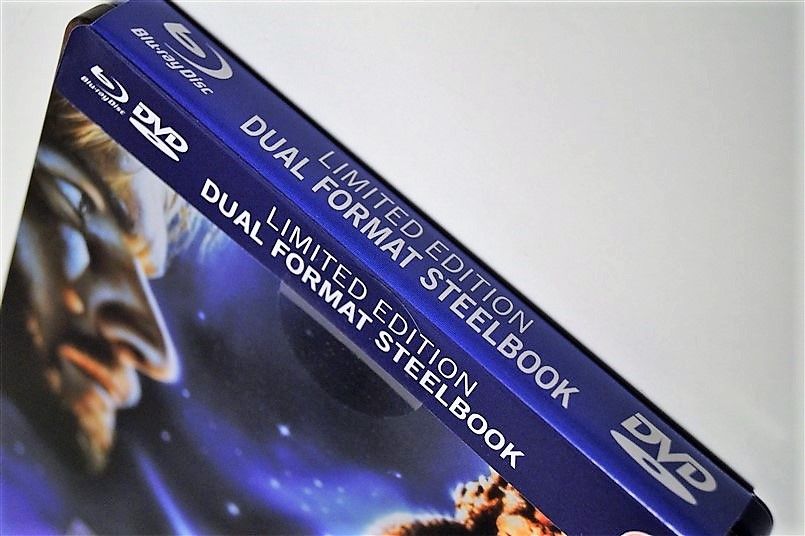 Blu-ray Disc
LIMITED EDITION
DUAL FORMAT STEELBOOK
DVD
Blu-ray Disc
DVD
LIMITED EDITION
DUAL FORMAT STEELBOOK